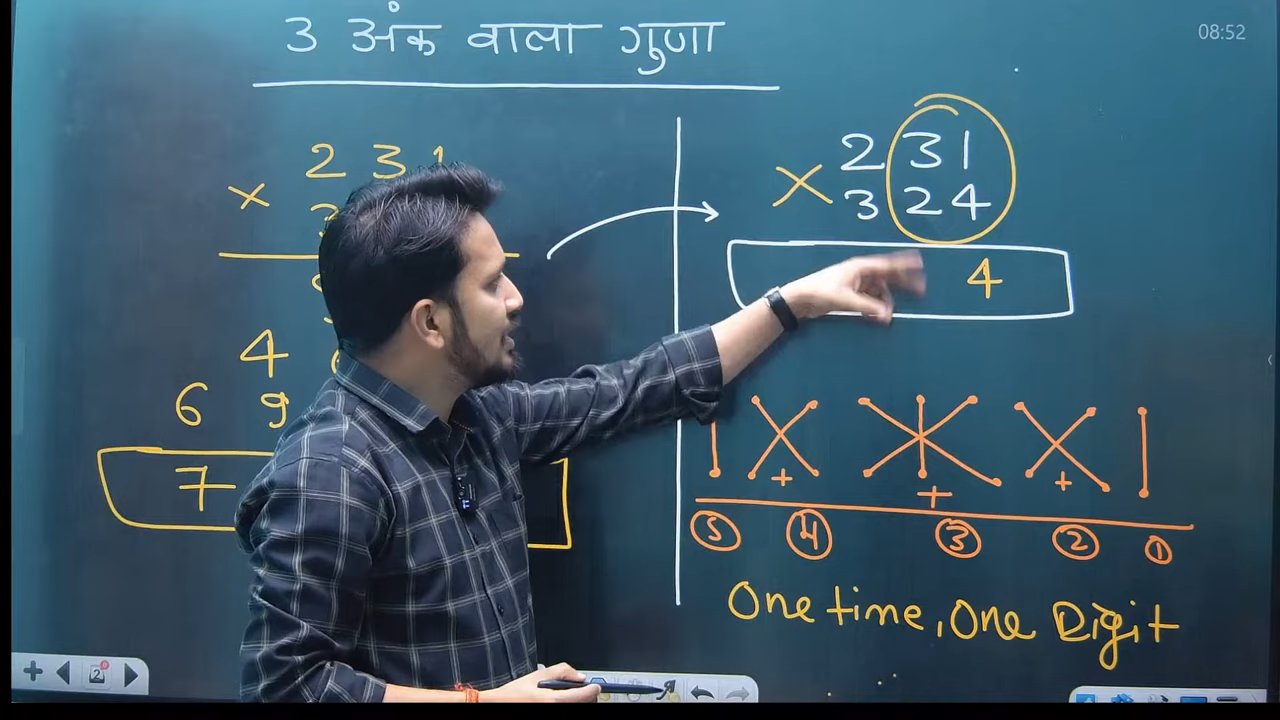 3 अंक वाला गुणा
08:52
2 3 1
×
4
6 9
7
× 2 3 1
3 2 4
4
+ + +
5 4 3 2 1
One time, One Digit